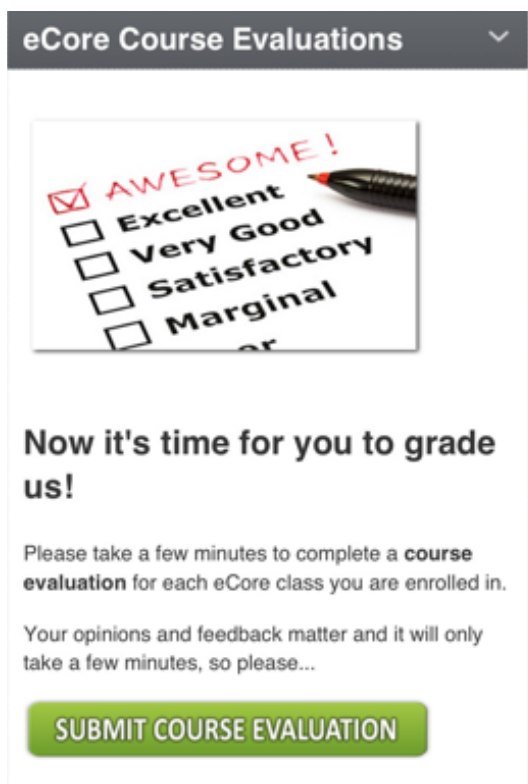 eCore Course Evaluations
AWESOME!
Excellent
Very Good
Satisfactory
Marginal
Now it's time for you to grade
us!
Please take a few minutes to complete a course
evaluation for each eCore class you are enrolled in.
Your opinions and feedback matter and it will only
take a few minutes, so please...
SUBMIT COURSE EVALUATION